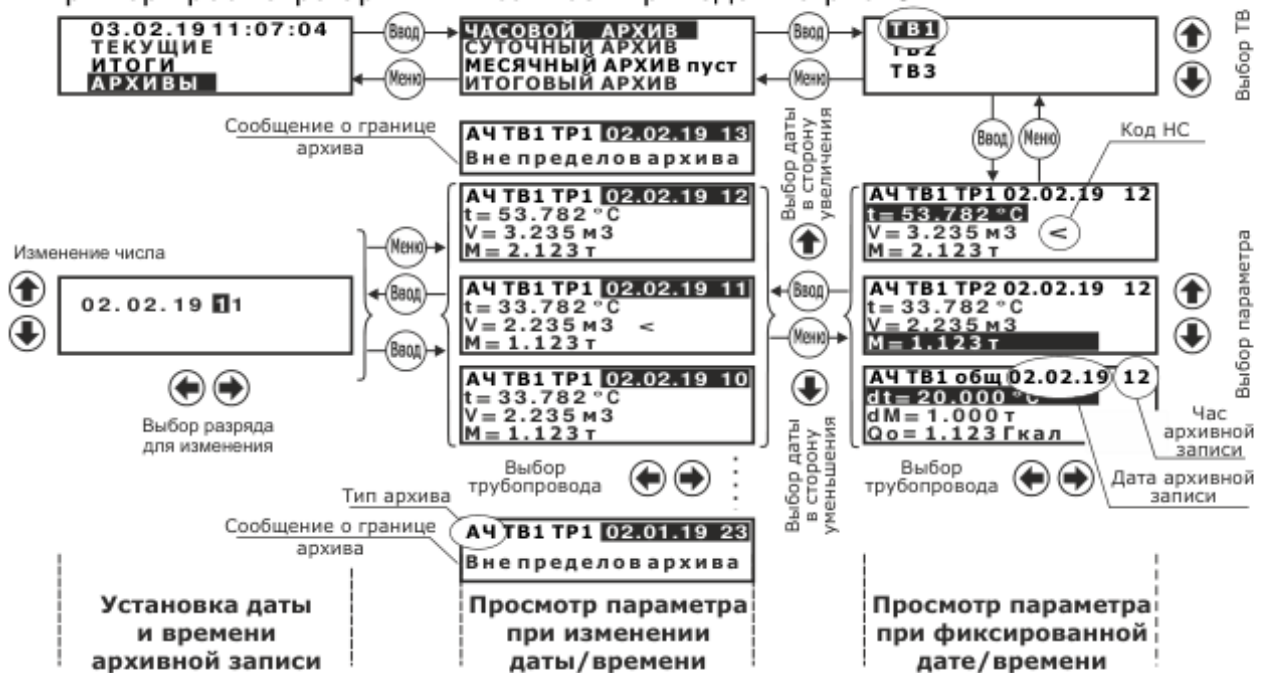 03.02.19 11:07:04
ТЕКУЩИЕ
ИТОГИ
АРХИВЫ
Ввод
Меню
ЧАСОВОЙ АРХИВ
СУТОЧНЫЙ АРХИВ
МЕСЯЧНЫЙ АРХИВ пуст
ИТОГОВЫЙ АРХИВ
Ввод
Меню
ТВ1
ТВ2
ТВ3
Выбор ТВ
Сообщение о границе
архива
АЧ ТВ1 ТР1 02.02.19 13
Вне пределов архива
Выбор даты
в сторону
увеличения
Ввод
Меню
Код НС
АЧ ТВ1 ТР1 02.02.19 12
t= 53.782 °C
V= 3.235 м3
M= 2.123 т
АЧ ТВ1 ТР1 02.02.19 12
t= 53.782 °C
V= 3.235 м3 <
M= 2.123 т
Изменение числа
02.02.19 11
Выбор разряда
для изменения
Меню
Ввод
Ввод
АЧ ТВ1 ТР1 02.02.19 11
t= 33.782 °C
V= 2.235 м3 <
M= 1.123 т
Ввод
Меню
АЧ ТВ1 ТР2 02.02.19 12
t= 33.782 °C
V= 2.235 м3
M= 1.123 т
Выбор параметра
АЧ ТВ1 ТР1 02.02.19 10
t= 33.782 °C
V= 2.235 м3
M= 1.123 т
Выбор даты
в сторону
уменьшения
АЧ ТВ1 общ 02.02.19 12
dt= 20.000 °C
dM= 1.000 т
Qo= 1.123 Гкал
Час
архивной
записи
Выбор
трубопровода
Выбор
трубопровода
Дата архивной
записи
Тип архива
Сообщение о границе
архива
АЧ ТВ1 ТР1 02.01.19 23
Вне пределов архива
Установка даты
и времени
архивной записи
Просмотр параметра
при изменении
даты/времени
Просмотр параметра
при фиксированной
дате/времени